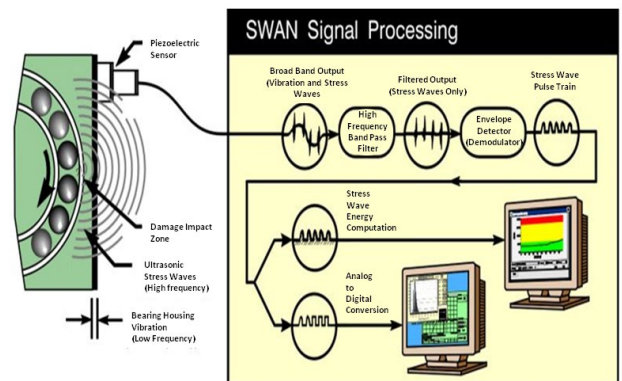 SWAN Signal Processing
Piezoelectric
Sensor
Broad Band Output
(Vibration and Stress
Waves
Filtered Output
(Stress Waves Only)
Stress Wave
Pulse Train
High
Frequency
Band Pass
Filter
Envelope
Detector
(Demodulator)
Stress
Wave
Energy
Computation
Damage Impact
Zone
Ultrasonic
Stress Waves
(High frequency)
Analog
to
Digital
Conversion
Bearing Housing
Vibration
(Low Frequency)